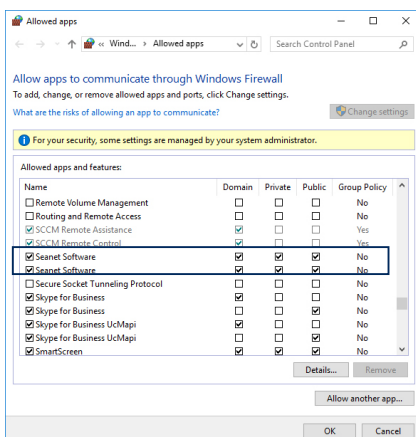 Allowed apps
« Wind... › Allowed apps
Search Control Panel
Allow apps to communicate through Windows Firewall
To add, change, or remove allowed apps and ports, click Change settings.
What are the risks of allowing an app to communicate?
Change settings
For your security, some settings are managed by your system administrator.
Allowed apps and features:
Name Domain Private Public Group Policy
Remote Volume Management No
Routing and Remote Access No
SCCM Remote Assistance Yes
SCCM Remote Control Yes
Seanet Software No
Seanet Software No
Secure Socket Tunneling Protocol No
Skype for Business No
Skype for Business No
Skype for Business UcMapi No
Skype for Business UcMapi No
SmartScreen No
Details... Remove
Allow another app...
OK Cancel